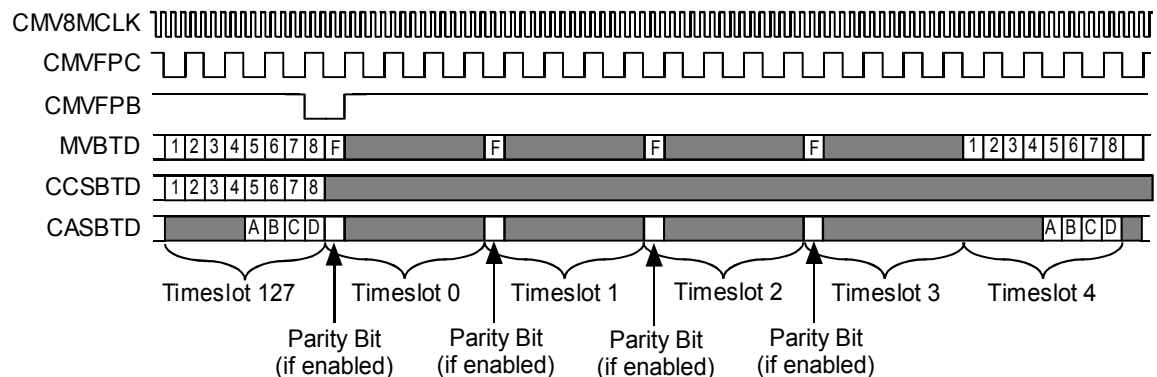 CMV8MCLK
CMVFPC
CMVFPB
MVBTD 1 2 3 4 5 6 7 8 F F F F 1 2 3 4 5 6 7 8
CCSBTD 1 2 3 4 5 6 7 8
CASBTD A B C D A B C D
Timeslot 127 Timeslot 0 Timeslot 1 Timeslot 2 Timeslot 3 Timeslot 4
Parity Bit Parity Bit Parity Bit Parity Bit
(if enabled) (if enabled) (if enabled) (if enabled)